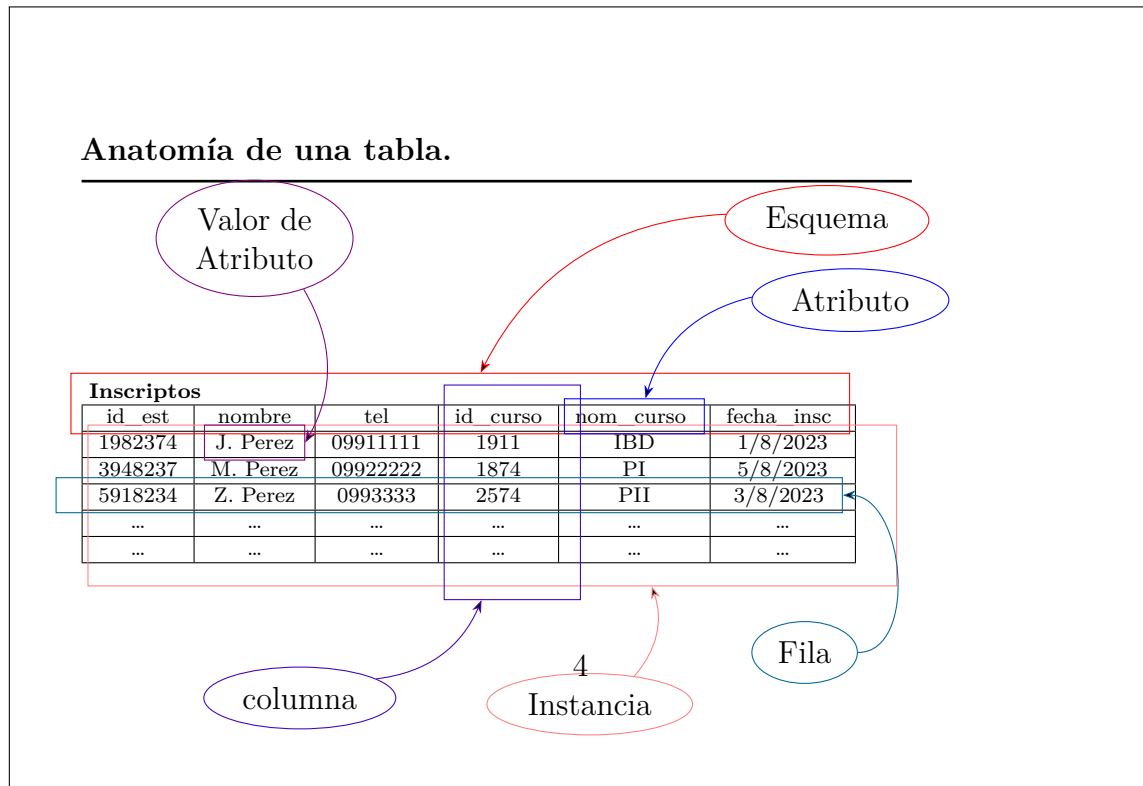 Anatomía de una tabla.
Valor de
Atributo
Esquema
Atributo
Inscriptos
id_est nombre tel id_curso nom_curso fecha_insc
1982374 J. Perez 09911111 1911 IBD 1/8/2023
3948237 M. Perez 09922222 1874 PI 5/8/2023
5918234 Z. Perez 0993333 2574 PII 3/8/2023
... ... ... ... ... ...
... ... ... ... ... ...
Fila
4
columna
Instancia